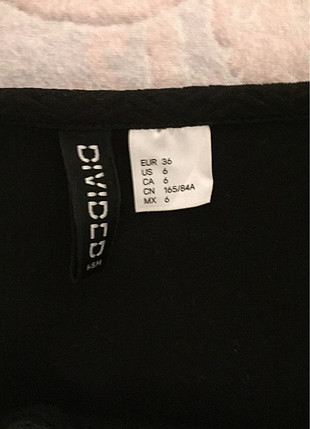 DIVIDED
H&M
EUR 36
US 6
CA 6
CN 165/84A
MX 6